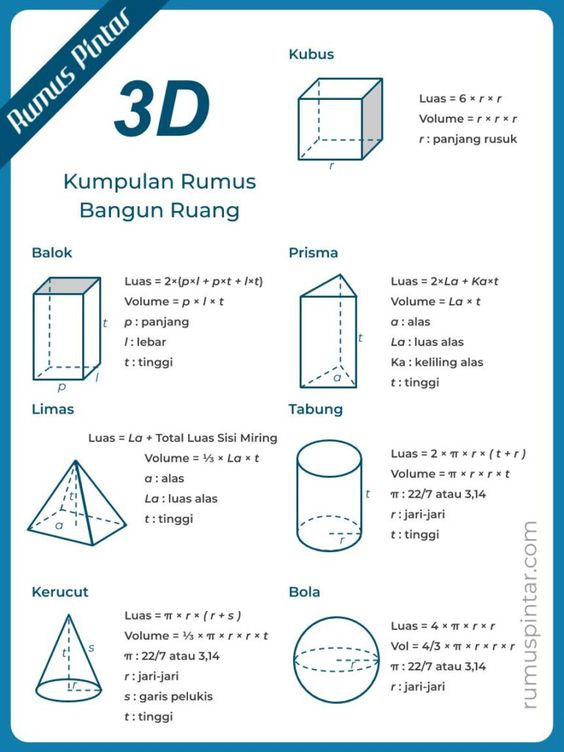 Rumus Pintar
3D
Kumpulan Rumus
Bangun Ruang
Kubus
r
Luas = 6 × r × r
Volume = r × r × r
r : panjang rusuk
Balok
t
l
p
Luas = 2×(p×l + p×t + l×t)
Volume = p × l × t
p : panjang
l : lebar
t : tinggi
Prisma
t
a
Luas = 2×La + Ka×t
Volume = La × t
a : alas
La : luas alas
Ka : keliling alas
t : tinggi
Limas
t
a
Luas = La + Total Luas Sisi Miring
Volume = ⅓ × La × t
a : alas
La : luas alas
t : tinggi
Tabung
t
r
Luas = 2 × π × r × ( t + r )
Volume = π × r × r × t
π : 22/7 atau 3,14
r : jari-jari
t : tinggi
Kerucut
t
s
r
Luas = π × r × ( r + s )
Volume = ⅓ × π × r × r × t
π : 22/7 atau 3,14
r : jari-jari
s : garis pelukis
t : tinggi
Bola
r
Luas = 4 × π × r × r
Vol = 4/3 × π × r × r × r
π : 22/7 atau 3,14
r : jari-jari
rumuspintar.com